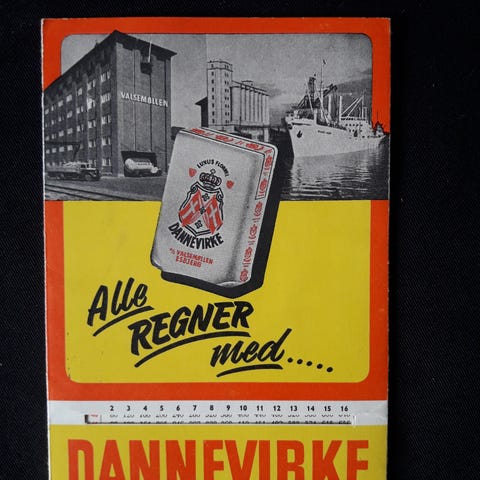 VALSEMØLLEN
LUXUS FLORMEL
DANNEVIRKE
A/S VALSEMØLLEN
ESBJERG
Alle
REGNER
med.....
2 3 4 5 6 7 8 9 10 11 12 13 14 15 16
DANNEVIRKE